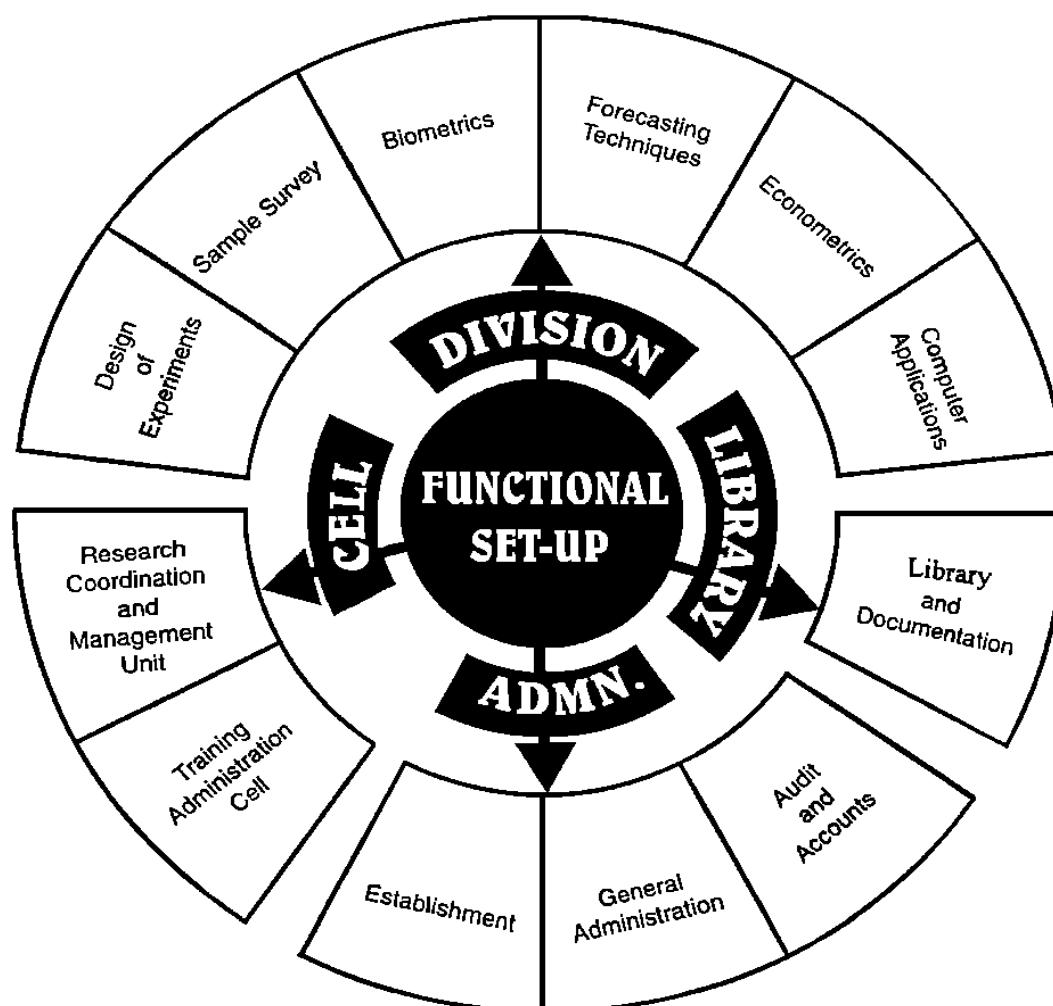 Biometrics
Forecasting
Techniques
Sample Survey
Econometrics
Design
of
Experiments
Computer
Applications
DIVISION
CELL
LIBRARY
FUNCTIONAL
SET-UP
ADMN.
Research
Coordination
and
Management
Unit
Library
and
Documentation
Training
Administration
Cell
Audit
and
Accounts
Establishment
General
Administration